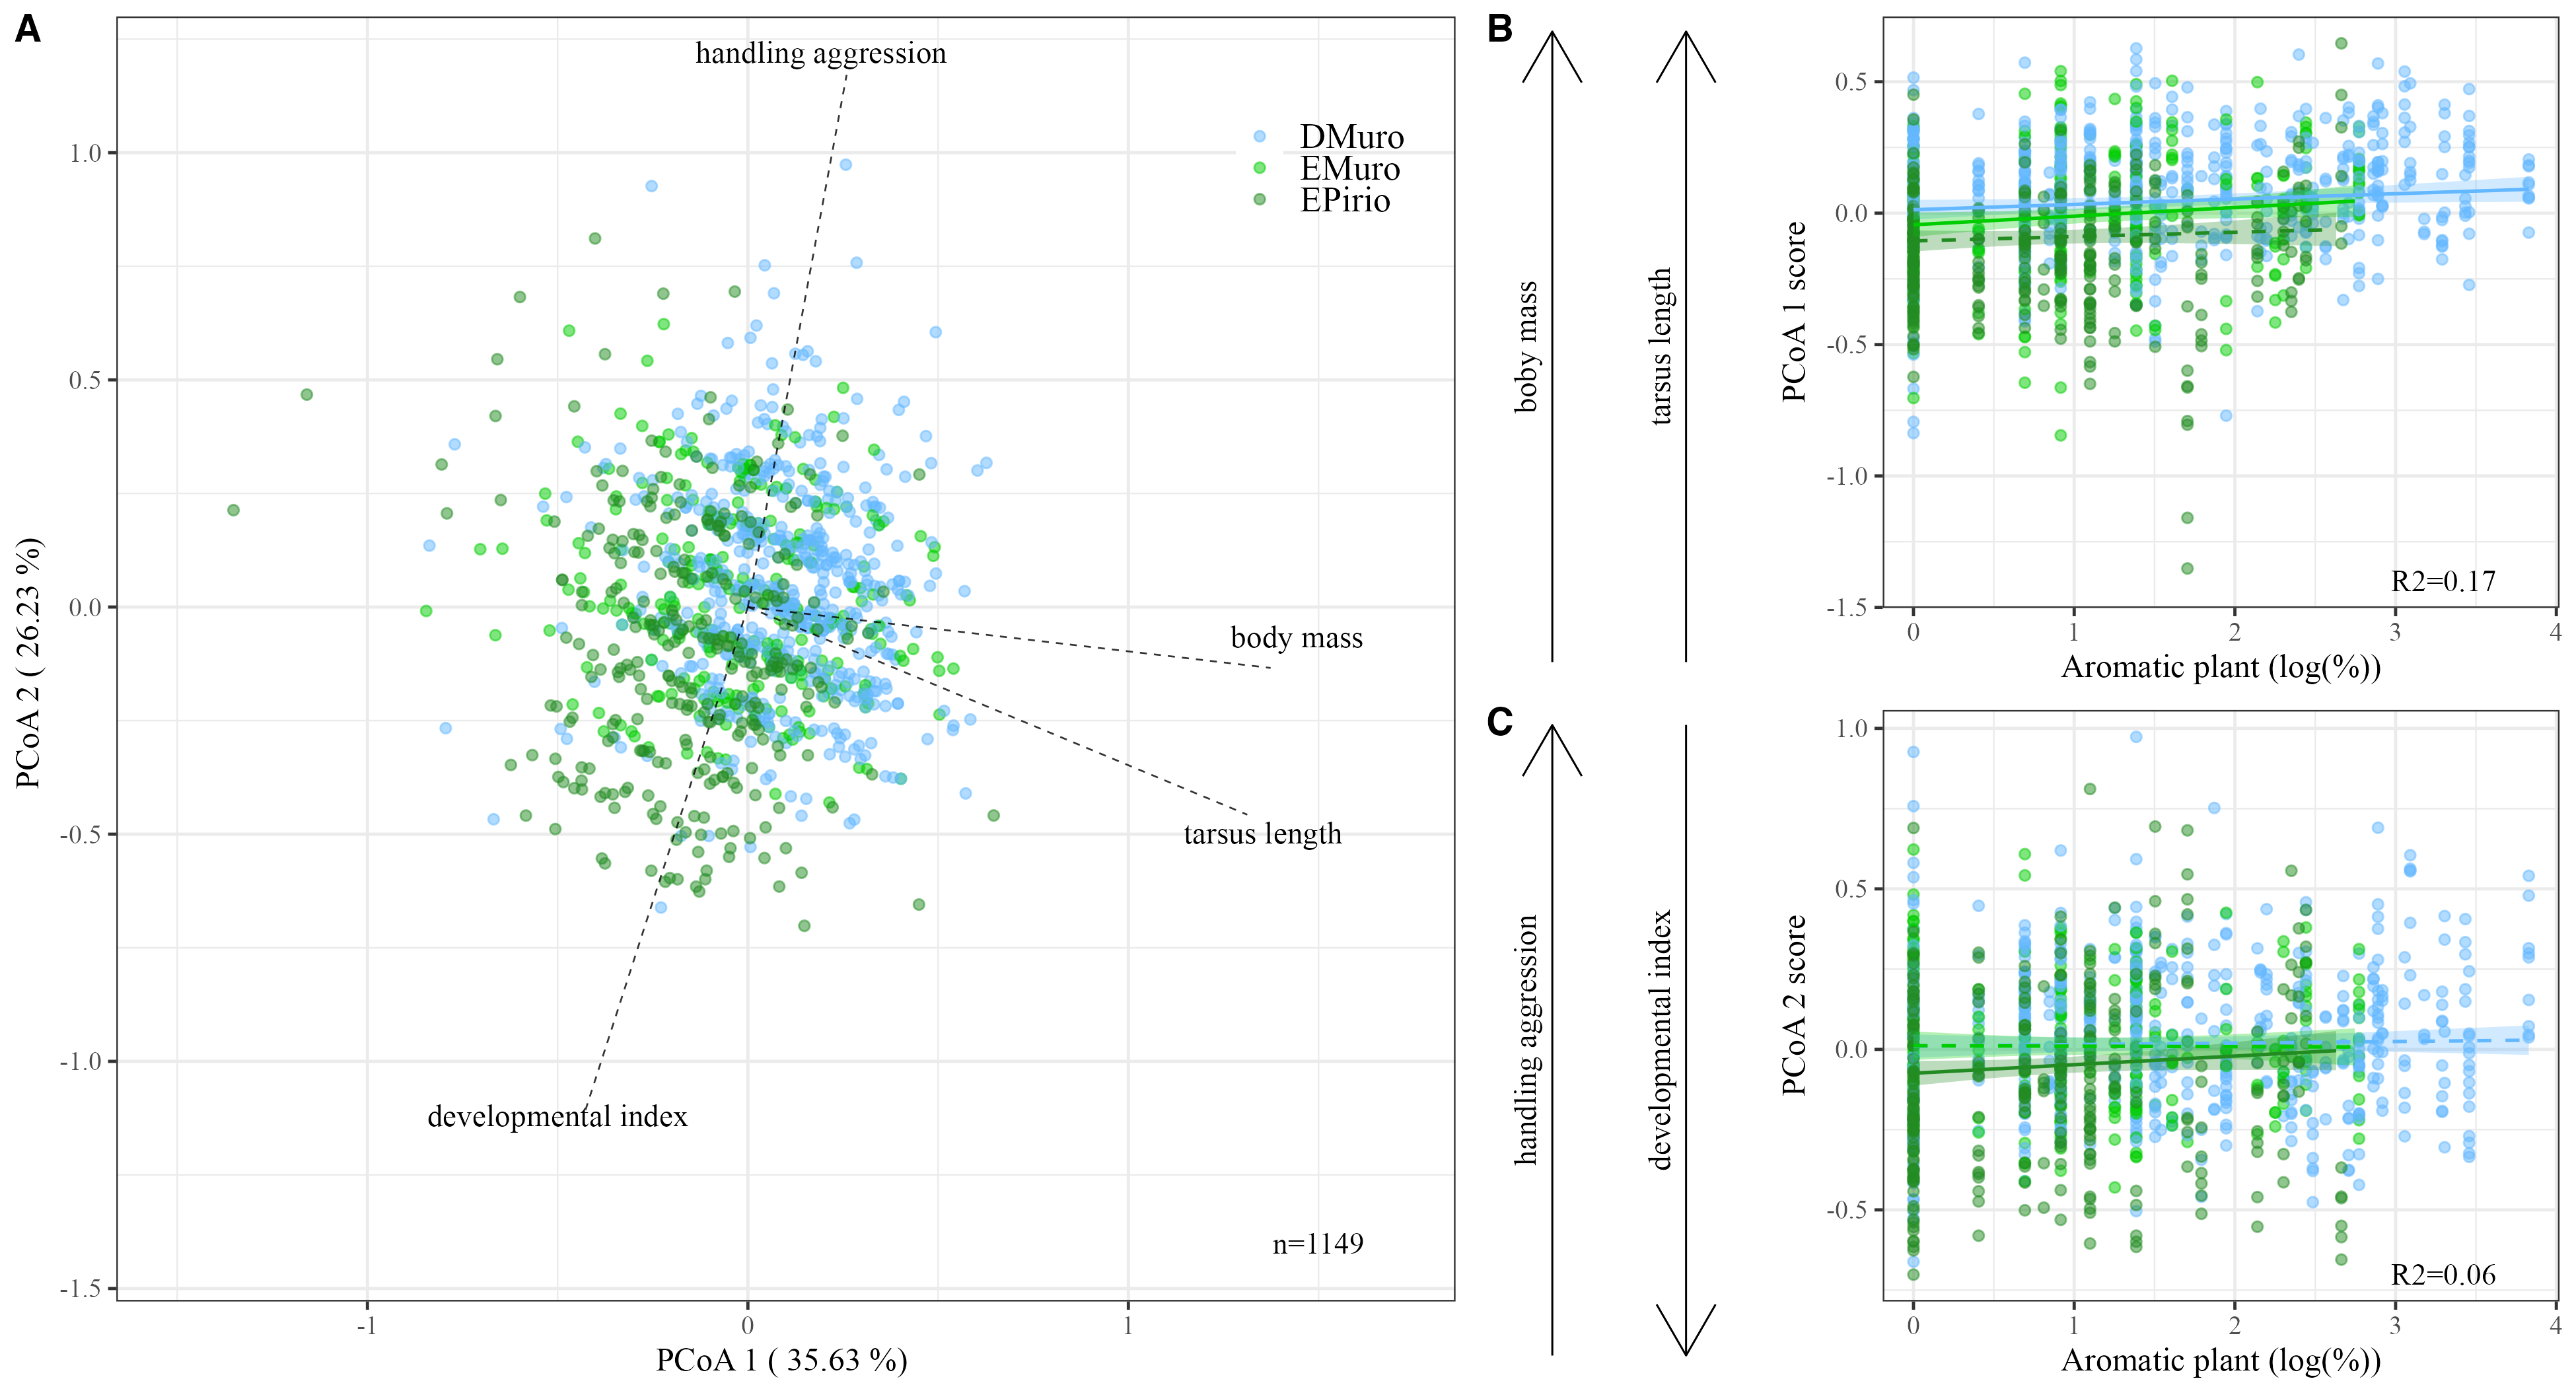 A
handling aggression
DMuro
EMuro
EPirio
body mass
tarsus length
developmental index
n=1149
1.0
0.5
0.0
-0.5
-1.0
-1.5
-1
0
1
PCoA 1 ( 35.63 %)
PCoA 2 ( 26.23 %)
B
boby mass
tarsus length
PCoA 1 score
0.5
0.0
-0.5
-1.0
-1.5
R2=0.17
0
1
2
3
4
Aromatic plant (log(%))
C
handling aggression
developmental index
PCoA 2 score
1.0
0.5
0.0
-0.5
R2=0.06
0
1
2
3
4
Aromatic plant (log(%))